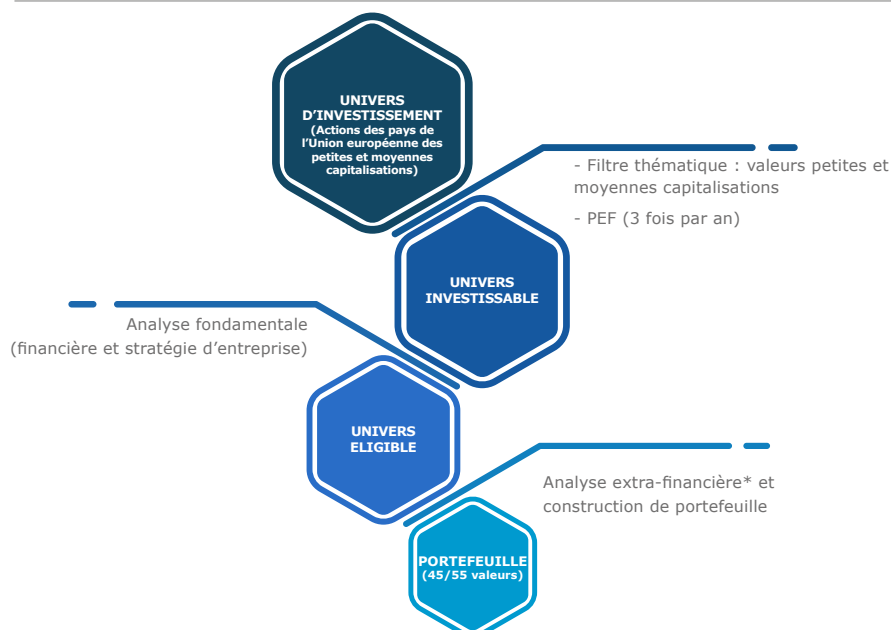 UNIVERS
D’INVESTISSEMENT
(Actions des pays de
l’Union européenne des
petites et moyennes
capitalisations)
- Filtre thématique : valeurs petites et
moyennes capitalisations
- PEF (3 fois par an)
UNIVERS
INVESTISSABLE
Analyse fondamentale
(financière et stratégie d’entreprise)
UNIVERS
ELIGIBLE
Analyse extra-financière* et
construction de portefeuille
PORTEFEUILLE
(45/55 valeurs)